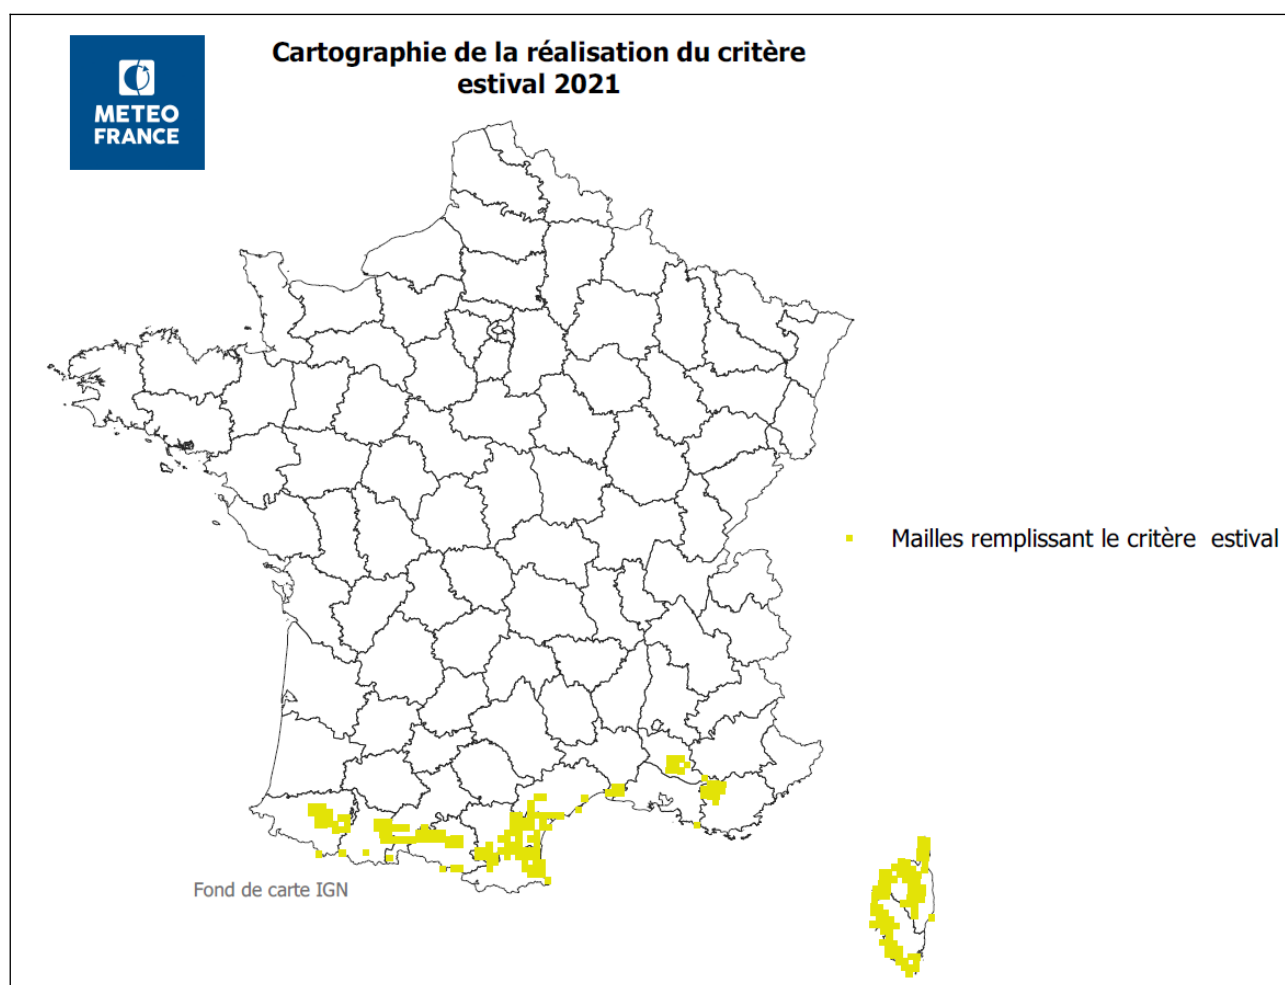 Cartographie de la réalisation du critère
estival 2021
METEO
FRANCE
Mailles remplissant le critère  estival
Fond de carte IGN